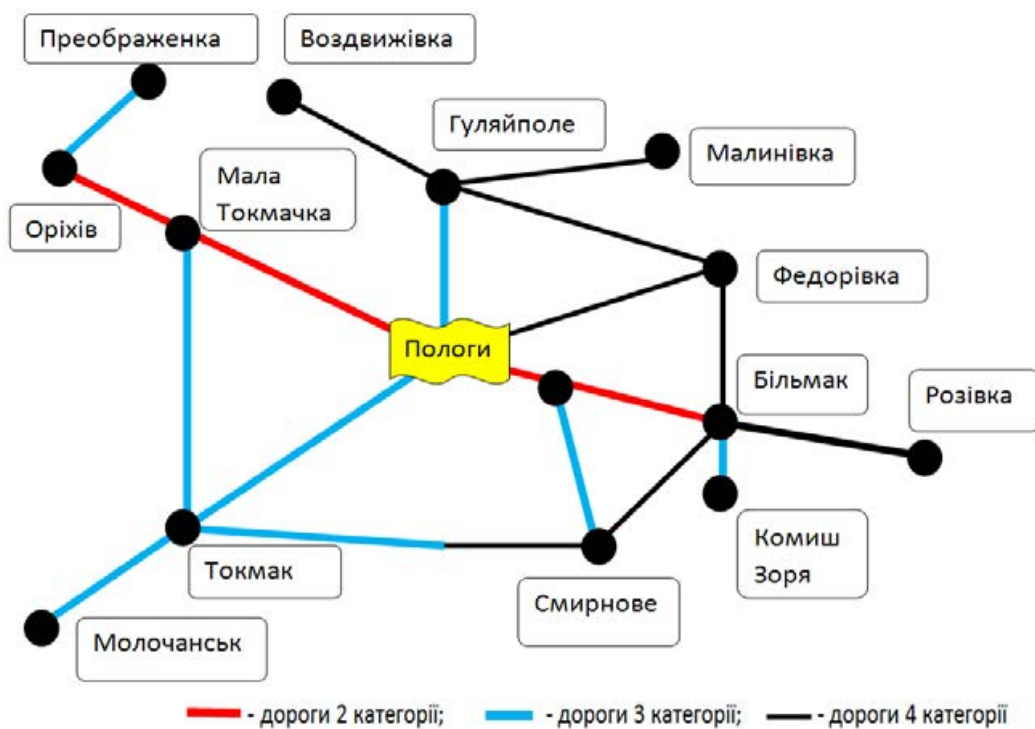 Преображенка
Воздвижівка
Гуляйполе
Малинівка
Мала
Токмачка
Оріхів
Федорівка
Пологи
Більмак
Розівка
Комиш
Зоря
Токмак
Смирнове
Молочанськ
- дороги 2 категорії;
- дороги 3 категорії;
- дороги 4 категорії